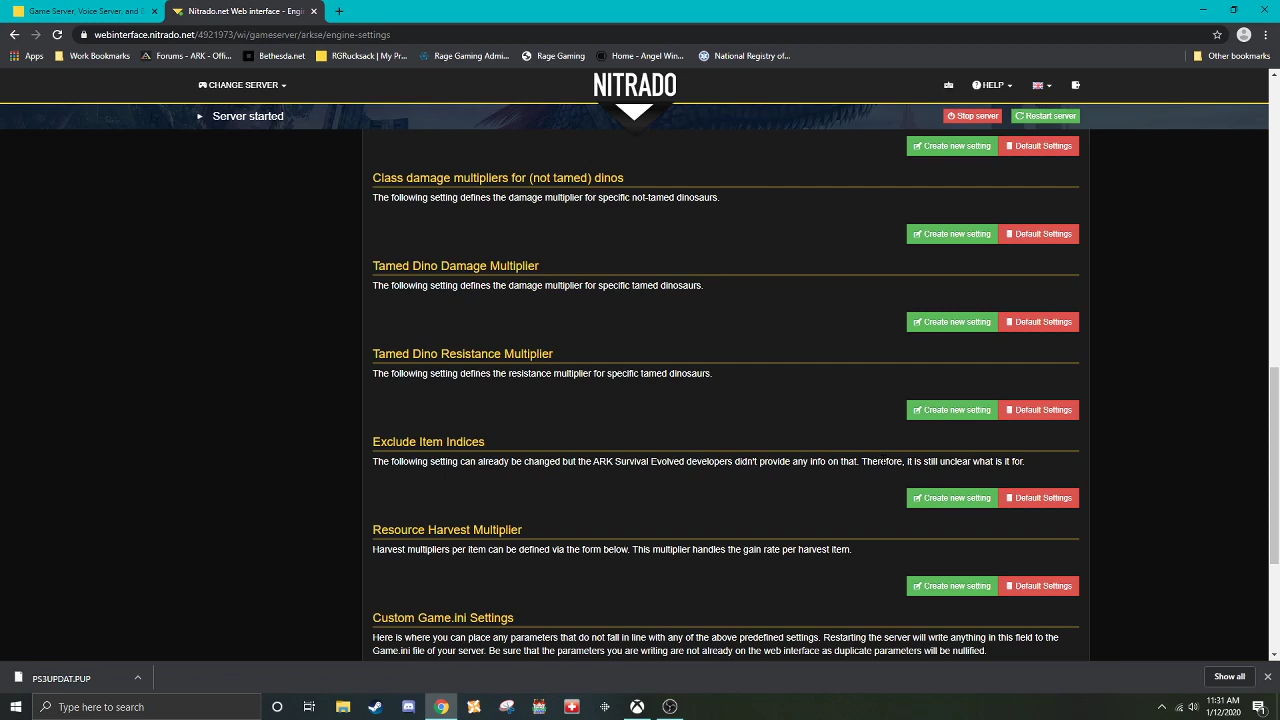 Game Server, Voice Server, and B
Nitrado.net Web interface - Engi
webinterface.nitrado.net/4921973/wi/gameserver/arkse/engine-settings
Apps
Work Bookmarks
Forums - ARK - Offi...
Bethesda.net
RGRucksack | My Pr...
Rage Gaming Admi...
Rage Gaming
Home - Angel Win...
National Registry of...
Other bookmarks
CHANGE SERVER
NITRADO
HELP
Server started
Stop server
Restart server
Create new setting
Default Settings
Class damage multipliers for (not tamed) dinos
The following setting defines the damage multiplier for specific not-tamed dinosaurs.
Create new setting
Default Settings
Tamed Dino Damage Multiplier
The following setting defines the damage multiplier for specific tamed dinosaurs.
Create new setting
Default Settings
Tamed Dino Resistance Multiplier
The following setting defines the resistance multiplier for specific tamed dinosaurs.
Create new setting
Default Settings
Exclude Item Indices
The following setting can already be changed but the ARK Survival Evolved developers didn't provide any info on that. Therefore, it is still unclear what is it for.
Create new setting
Default Settings
Resource Harvest Multiplier
Harvest multipliers per item can be defined via the form below. This multiplier handles the gain rate per harvest item.
Create new setting
Default Settings
Custom Game.ini Settings
Here is where you can place any parameters that do not fall in line with any of the above predefined settings. Restarting the server will write anything in this field to the
Game.ini file of your server. Be sure that the parameters you are writing are not already on the web interface as duplicate parameters will be nullified.
PS3UPDAT.PUP
Show all
Type here to search
11:31 AM
1/12/2020